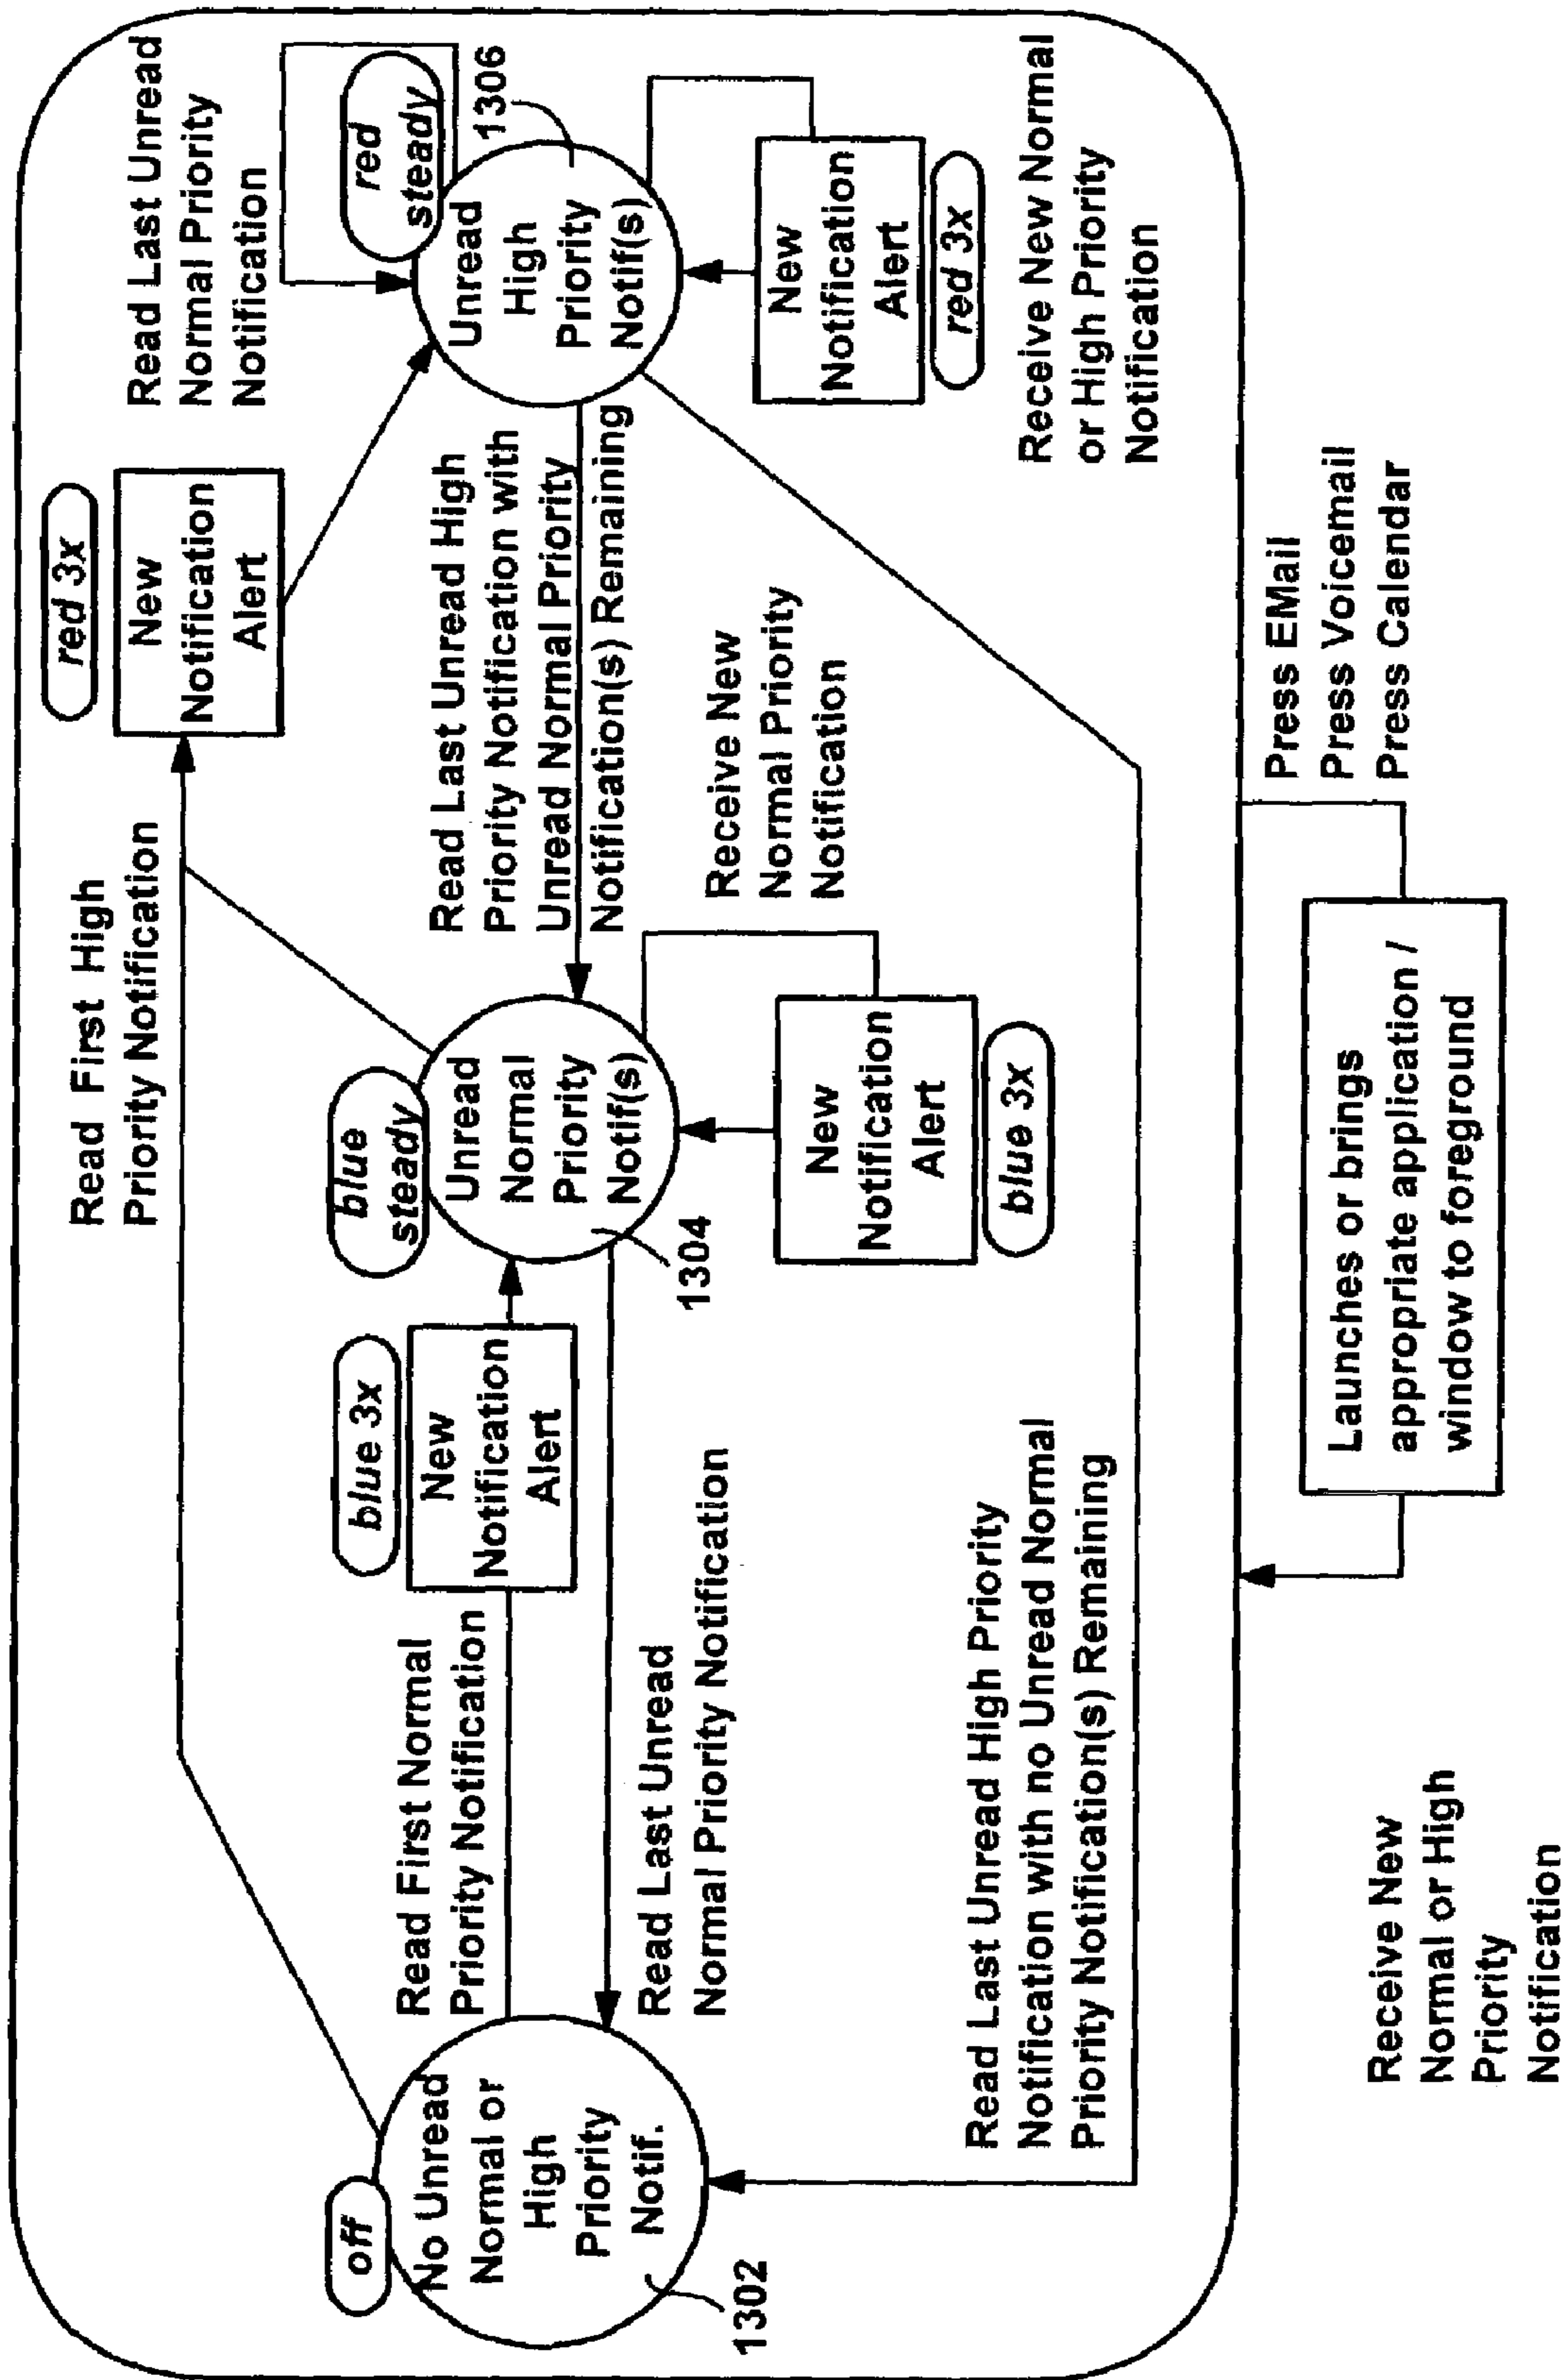 red 3x
New
Notification
Alert
Read First High
Priority Notification
Read Last Unread
Normal Priority
Notification
off
No Unread
Normal or
High
Priority
Notif.
1302
Read First Normal
Priority Notification
blue 3x
New
Notification
Alert
blue
steady
Unread
Normal
Priority
Notif(s)
1304
Read Last Unread High
Priority Notification with
Unread Normal Priority
Notification(s) Remaining
red
steady
Unread
High
Priority
Notif(s)
1306
Read Last Unread
Normal Priority Notification
Receive New
Normal Priority
Notification
New
Notification
Alert
blue 3x
New
Notification
Alert
red 3x
Read Last Unread High Priority
Notification with no Unread Normal
Priority Notification(s) Remaining
Receive New Normal
or High Priority
Notification
Press EMail
Press Voicemail
Press Calendar
Launches or brings
appropriate application /
window to foreground
Receive New
Normal or High
Priority
Notification